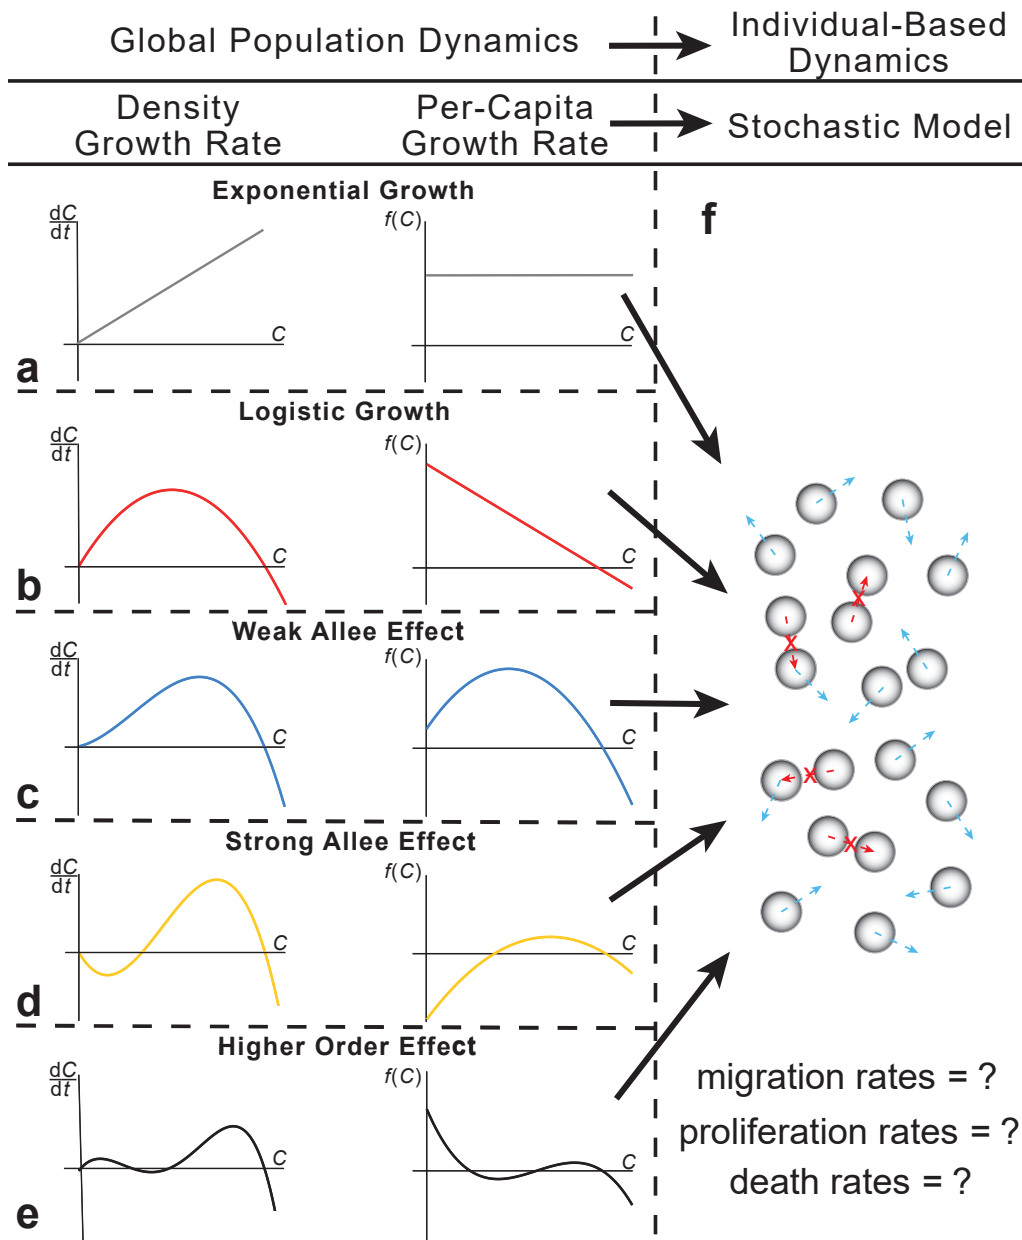 Global Population Dynamics
Individual-Based
Dynamics
Density
Growth Rate
Per-Capita
Growth Rate
Stochastic Model
Exponential Growth
dC
dt
C
f(C)
C
a
f
Logistic Growth
dC
dt
C
f(C)
C
b
Weak Allee Effect
dC
dt
C
f(C)
C
c
Strong Allee Effect
dC
dt
C
f(C)
C
d
Higher Order Effect
dC
dt
C
f(C)
C
e
X
X
X
X
migration rates = ?
proliferation rates = ?
death rates = ?